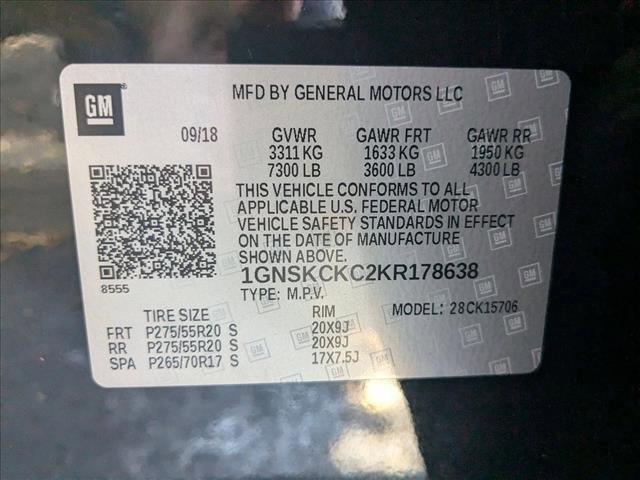 GM
MFD BY GENERAL MOTORS LLC
09/18 GVWR GAWR FRT GAWR RR
3311 KG 1633 KG 1950 KG
7300 LB 3600 LB 4300 LB
THIS VEHICLE CONFORMS TO ALL
APPLICABLE U.S. FEDERAL MOTOR
VEHICLE SAFETY STANDARDS IN EFFECT
ON THE DATE OF MANUFACTURE
SHOWN ABOVE.
8555
1GNSKCKC2KR178638
TYPE: M.P.V. MODEL: 28CK15706
TIRE SIZE RIM
FRT P275/55R20 S 20X9J
RR P275/55R20 S 20X9J
SPA P265/70R17 S 17X7.5J